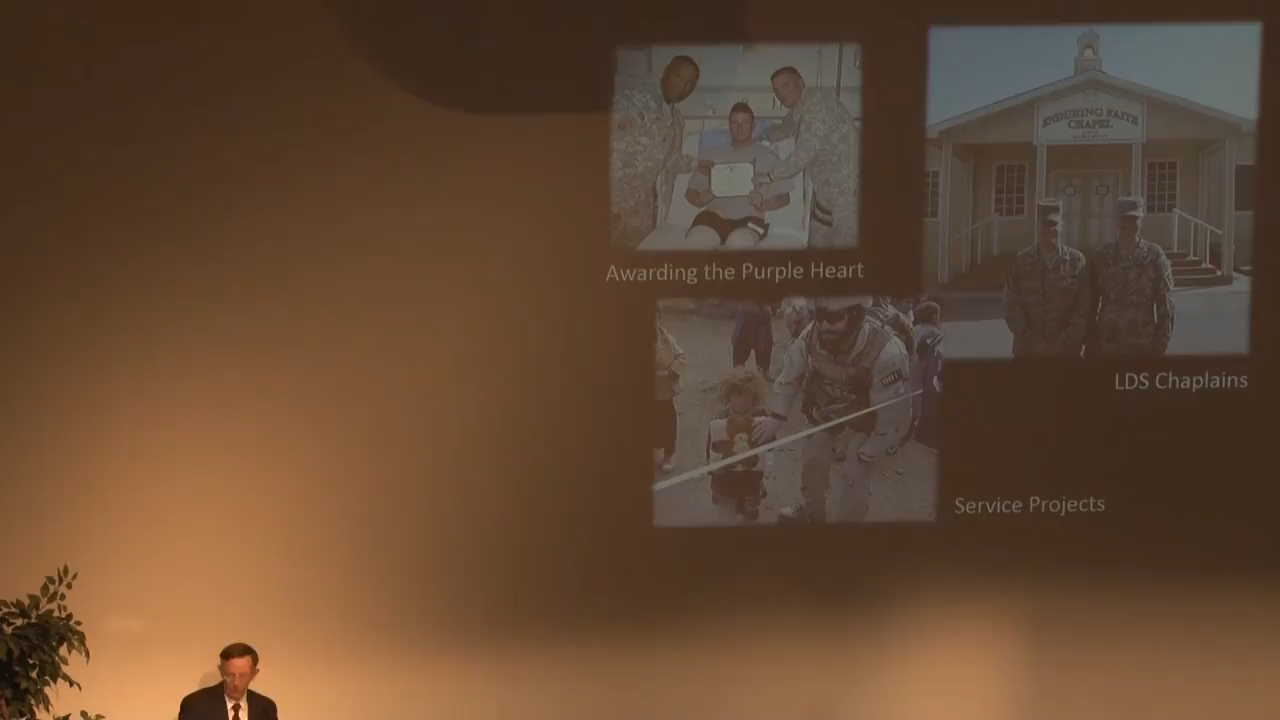 ENDURING FAITH
CHAPEL
Awarding the Purple Heart
LDS Chaplains
Service Projects